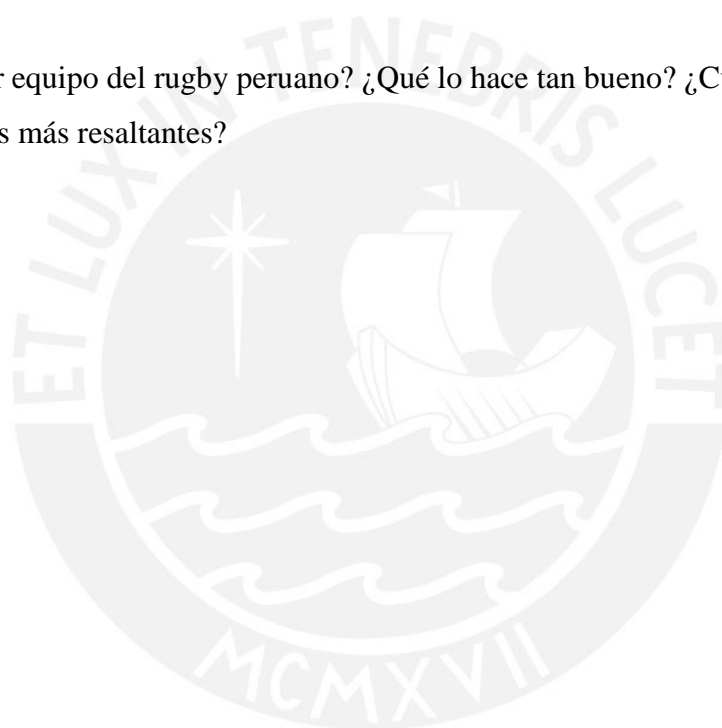 r equipo del rugby peruano? ¿Qué lo hace tan bueno? ¿C
s más resaltantes?
ET LUX IN TENEBRIS LUCET
MCMXVII